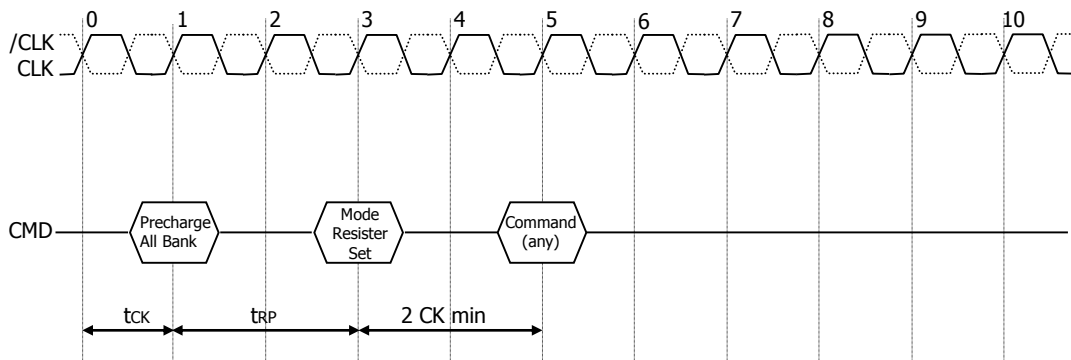 0 1 2 3 4 5 6 7 8 9 10
/CLK
CLK
CMD
Precharge
All Bank
Mode
Resister
Set
Command
(any)
tCK
tRP
2 CK min